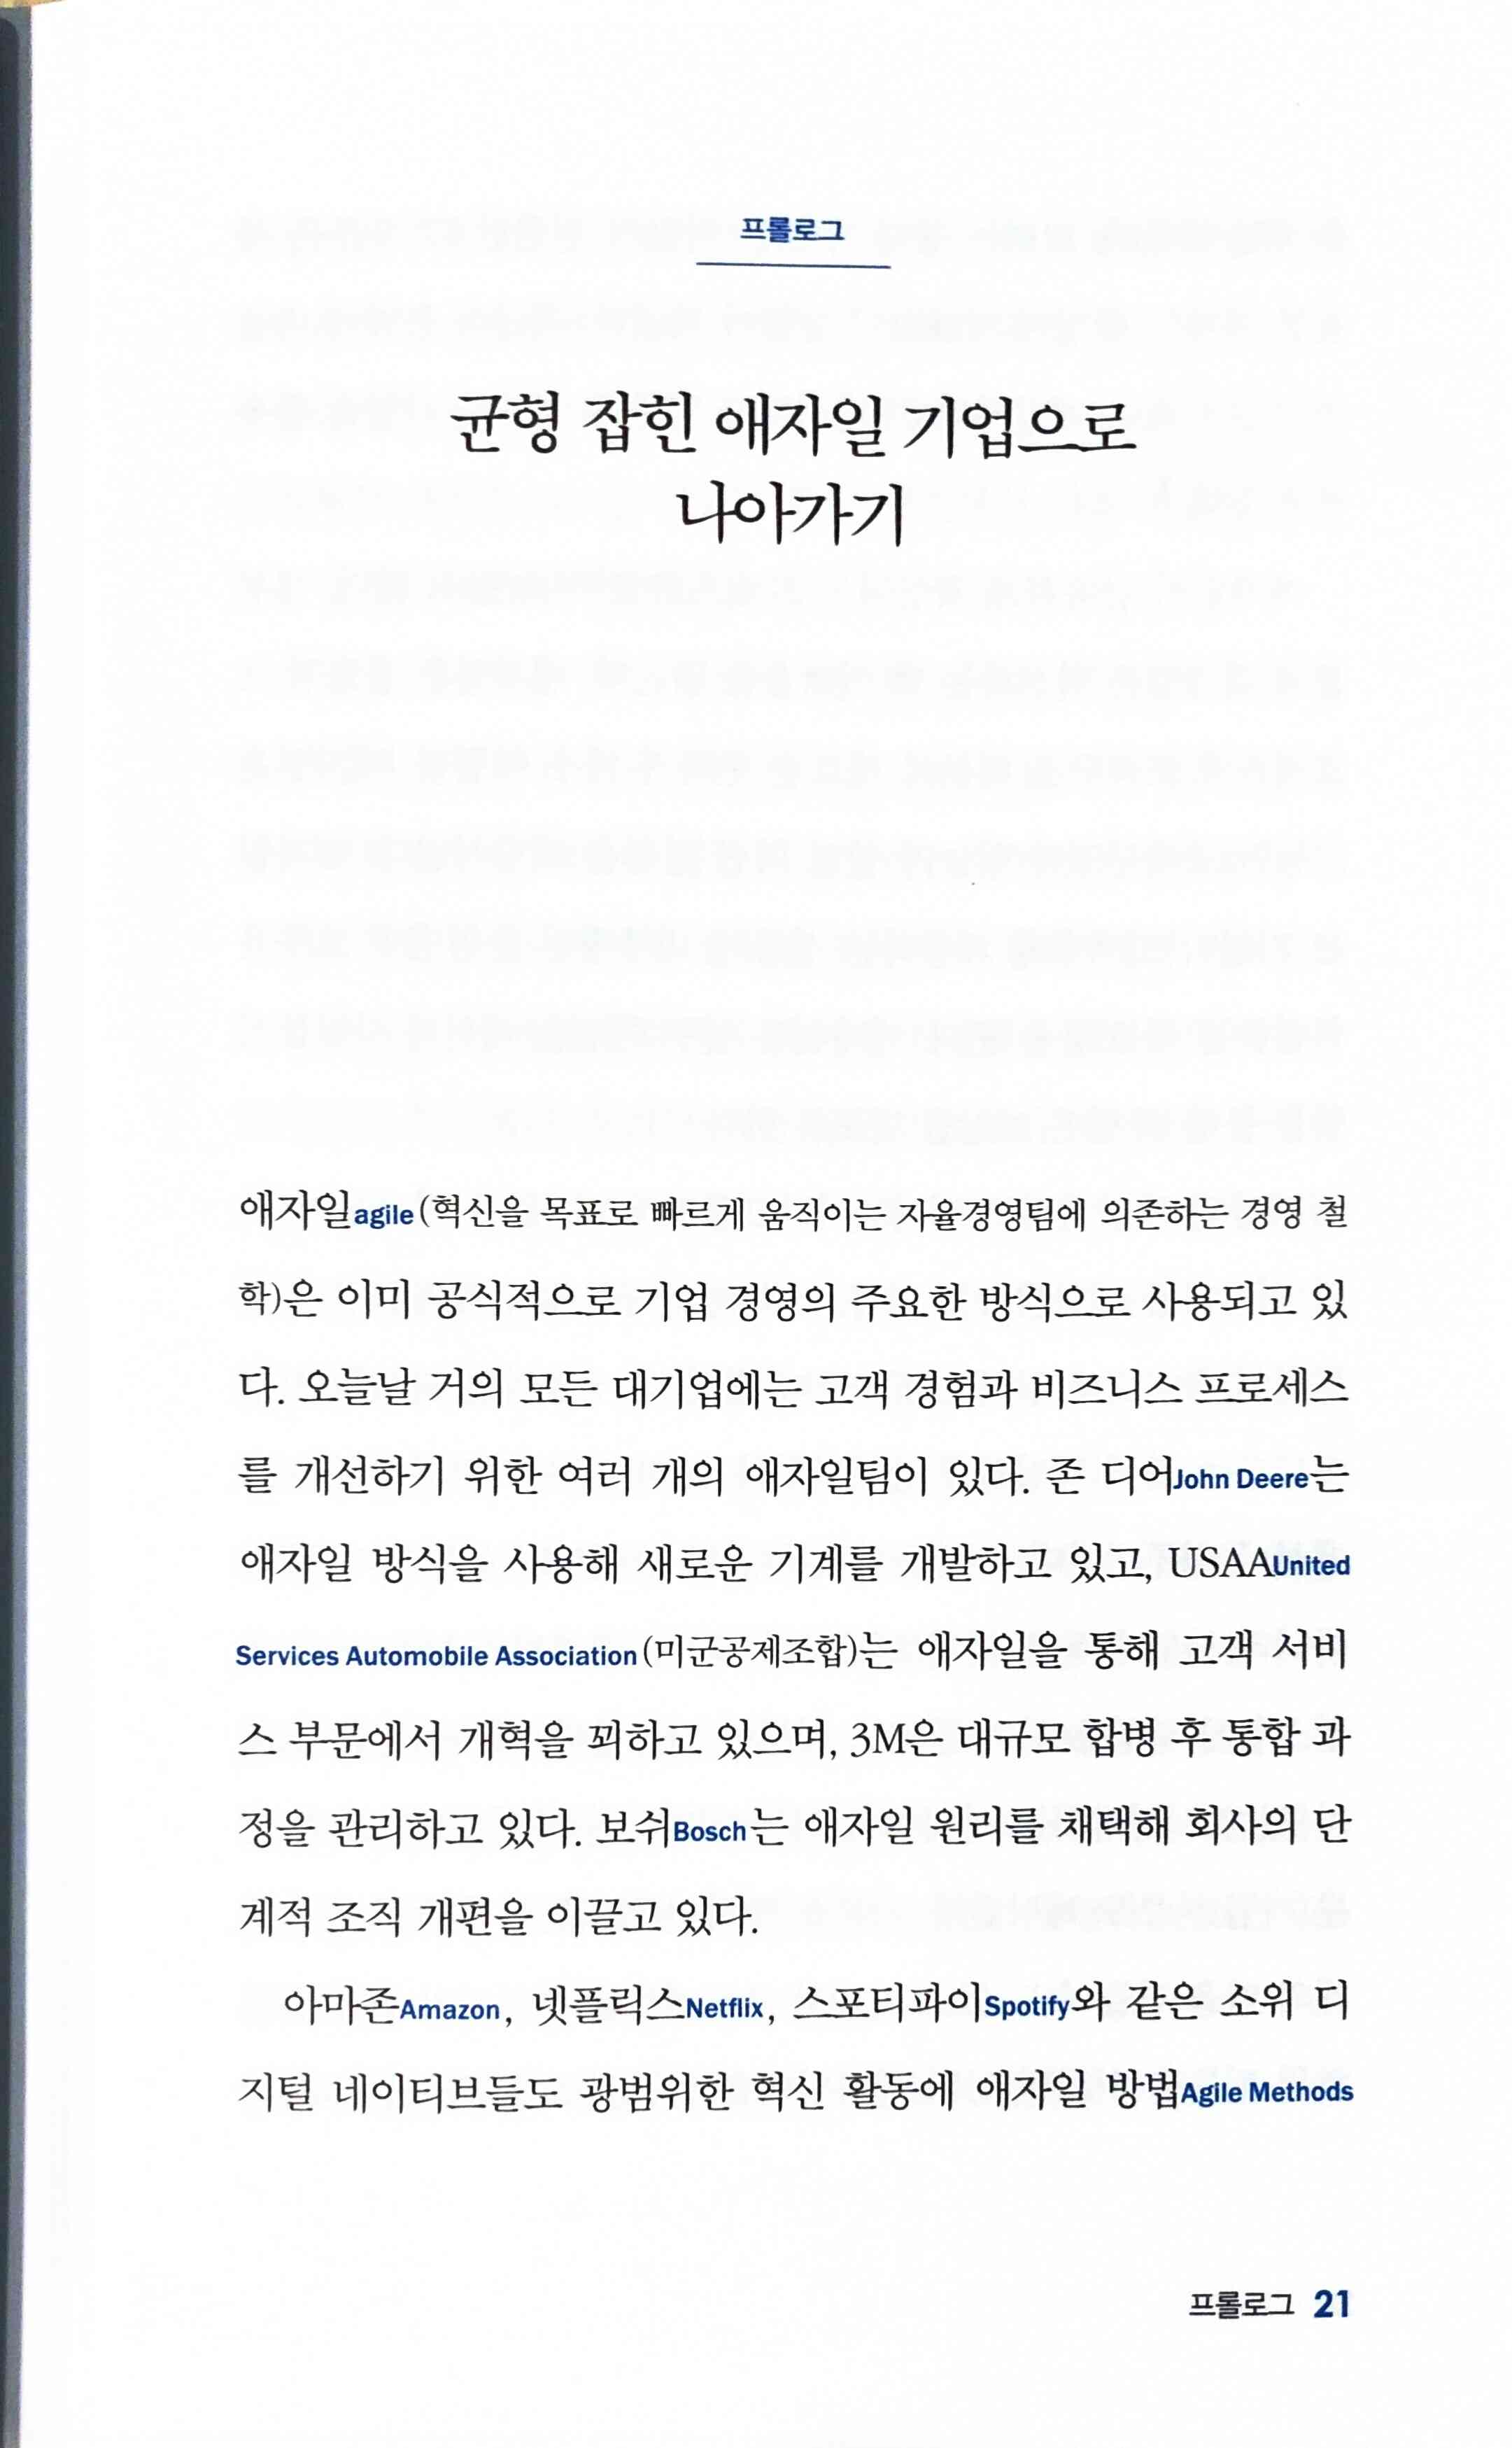 프롤로그
균형 잡힌 애자일 기업으로
나아가기
애자일agile(혁신을 목표로 빠르게 움직이는 자율경영팀에 의존하는 경영 철
학)은 이미 공식적으로 기업 경영의 주요한 방식으로 사용되고 있
다. 오늘날 거의 모든 대기업에는 고객 경험과 비즈니스 프로세스
를 개선하기 위한 여러 개의 애자일팀이 있다. 존 디어John Deere는
애자일 방식을 사용해 새로운 기계를 개발하고 있고, USAAUnited
Services Automobile Association(미군공제조합)는 애자일을 통해 고객 서비
스 부문에서 개혁을 꾀하고 있으며, 3M은 대규모 합병 후 통합 과
정을 관리하고 있다. 보쉬Bosch는 애자일 원리를 채택해 회사의 단
계적 조직 개편을 이끌고 있다.
아마존Amazon, 넷플릭스Netflix, 스포티파이Spotify와 같은 소위 디
지털 네이티브들도 광범위한 혁신 활동에 애자일 방법Agile Methods
프롤로그 21